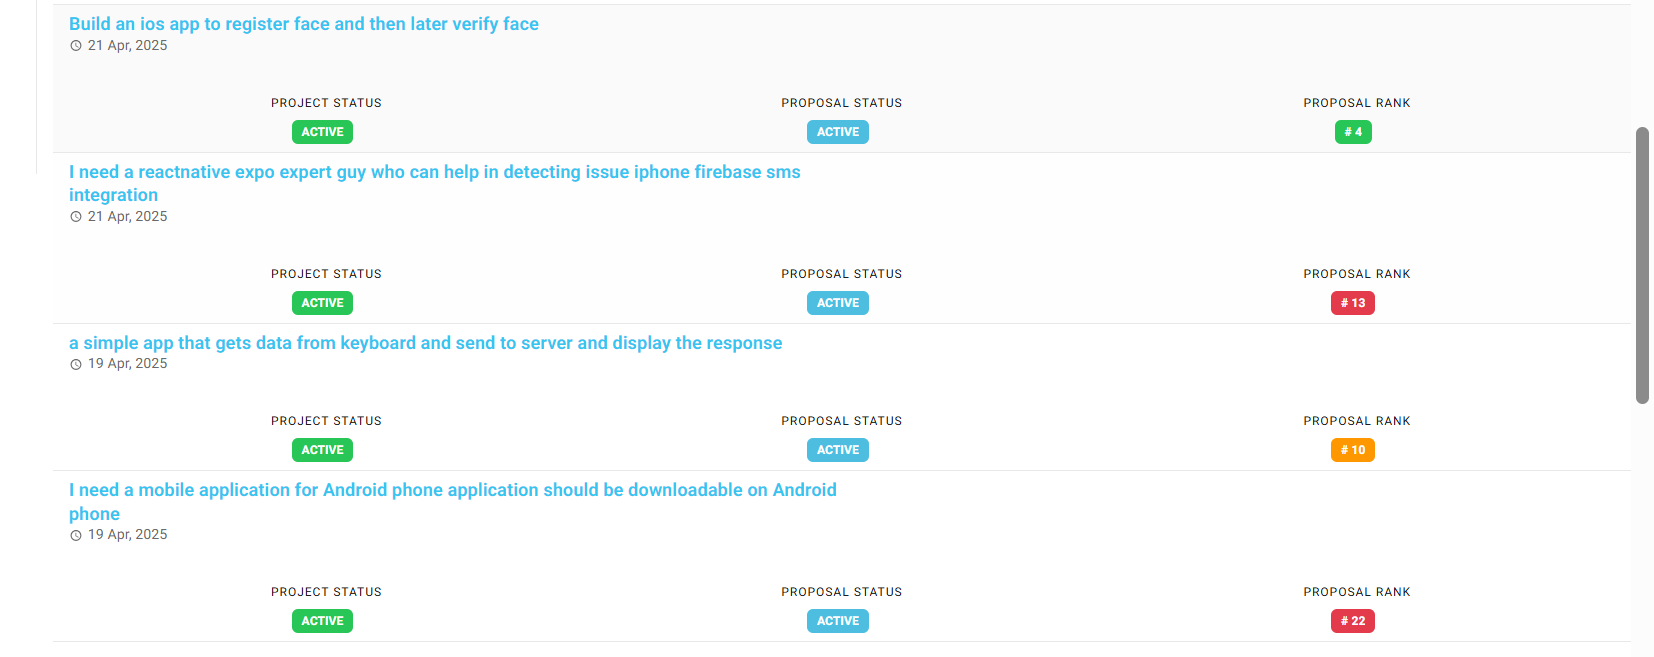 Build an ios app to register face and then later verify face
21 Apr, 2025
PROJECT STATUS
PROPOSAL STATUS
PROPOSAL RANK
ACTIVE
ACTIVE
# 4
I need a reactnative expo expert guy who can help in detecting issue iphone firebase sms
integration
21 Apr, 2025
PROJECT STATUS
PROPOSAL STATUS
PROPOSAL RANK
ACTIVE
ACTIVE
# 13
a simple app that gets data from keyboard and send to server and display the response
19 Apr, 2025
PROJECT STATUS
PROPOSAL STATUS
PROPOSAL RANK
ACTIVE
ACTIVE
# 10
I need a mobile application for Android phone application should be downloadable on Android
phone
19 Apr, 2025
PROJECT STATUS
PROPOSAL STATUS
PROPOSAL RANK
ACTIVE
ACTIVE
# 22